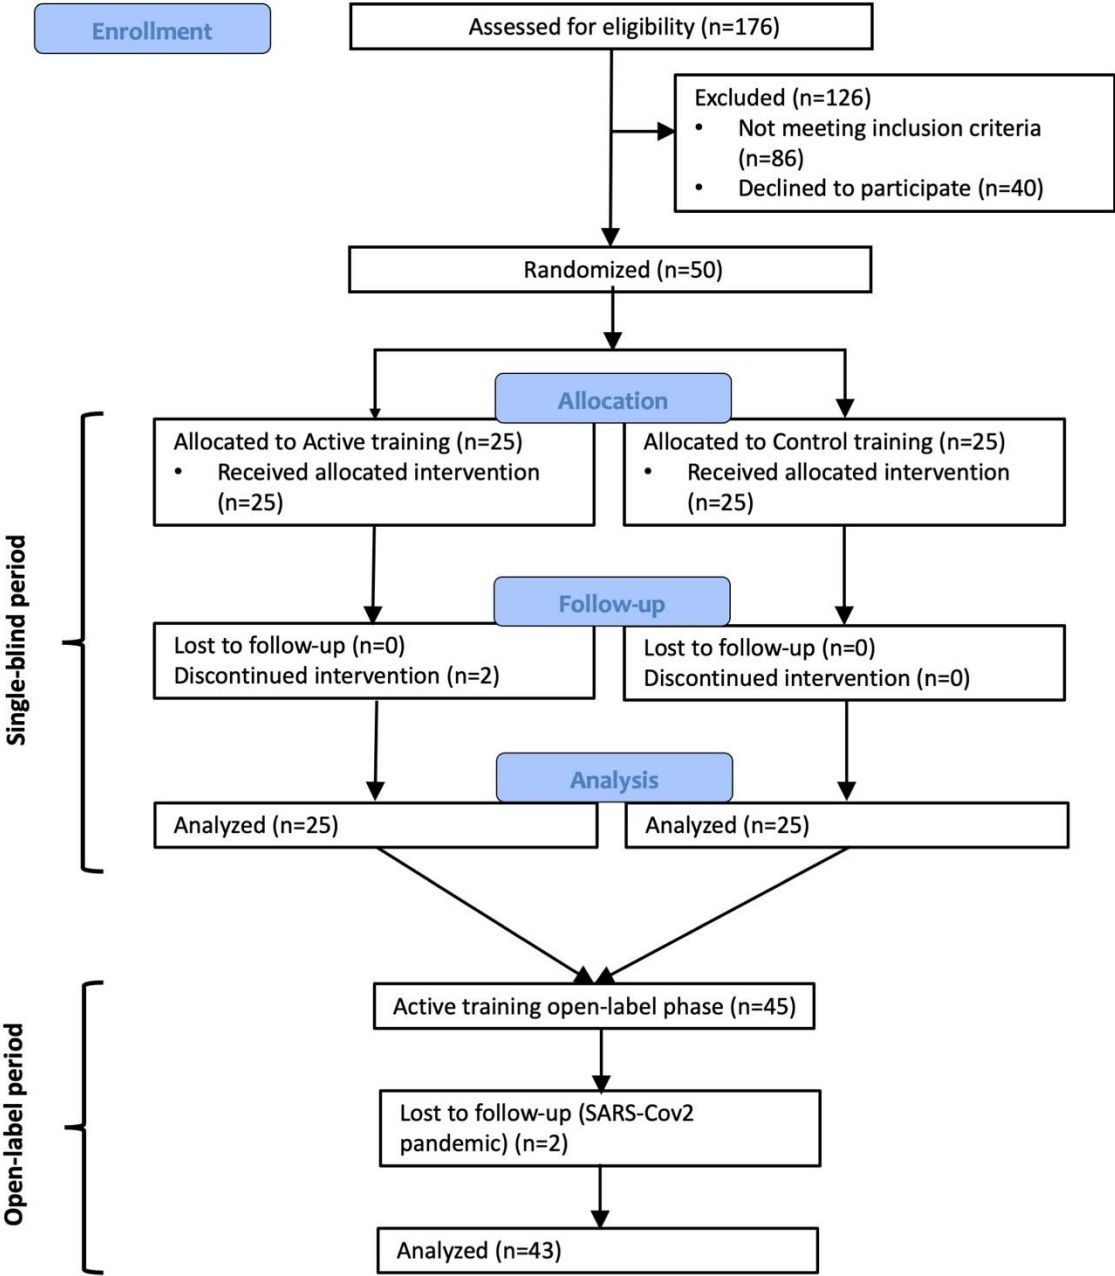 Enrollment
Assessed for eligibility (n=176)
Excluded (n=126)
• Not meeting inclusion criteria
(n=86)
• Declined to participate (n=40)
Randomized (n=50)
Allocation
Single-blind period
Allocated to Active training (n=25)
• Received allocated intervention
(n=25)
Allocated to Control training (n=25)
• Received allocated intervention
(n=25)
Follow-up
Lost to follow-up (n=0)
Discontinued intervention (n=2)
Lost to follow-up (n=0)
Discontinued intervention (n=0)
Analysis
Analyzed (n=25)
Analyzed (n=25)
Open-label period
Active training open-label phase (n=45)
Lost to follow-up (SARS-Cov2
pandemic) (n=2)
Analyzed (n=43)